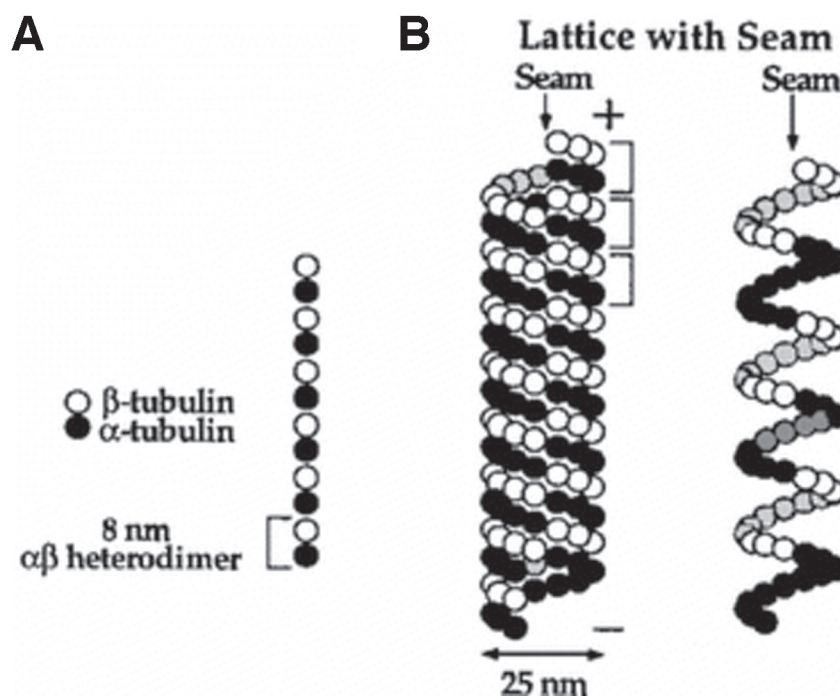 A
B
Lattice with Seam
Seam
Seam
+
β-tubulin
α-tubulin
8 nm
αβ heterodimer
–
25 nm